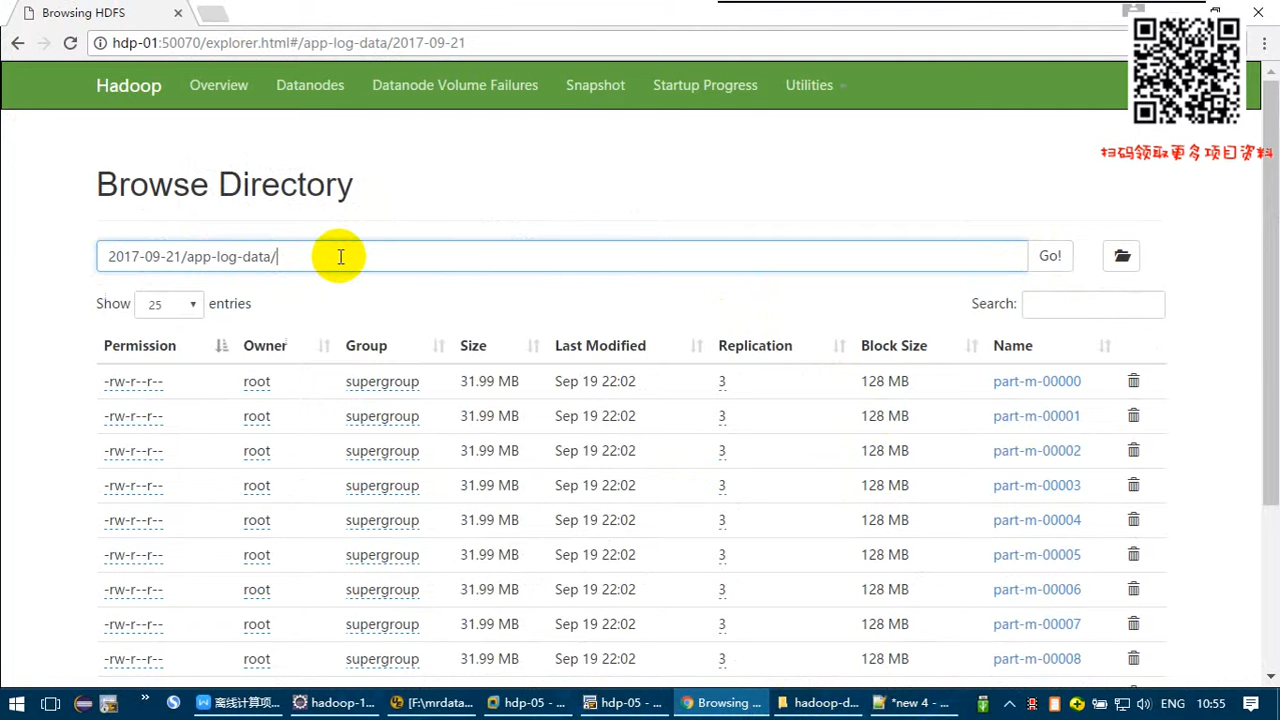 Browsing HDFS
hdp-01:50070/explorer.html#/app-log-data/2017-09-21
Hadoop Overview Datanodes Datanode Volume Failures Snapshot Startup Progress Utilities
扫码领取更多项目资料
Browse Directory
2017-09-21/app-log-data/ Go!
Show 25 entries Search:
Permission Owner Group Size Last Modified Replication Block Size Name
-rw-r--r-- root supergroup 31.99 MB Sep 19 22:02 3 128 MB part-m-00000
-rw-r--r-- root supergroup 31.99 MB Sep 19 22:02 3 128 MB part-m-00001
-rw-r--r-- root supergroup 31.99 MB Sep 19 22:02 3 128 MB part-m-00002
-rw-r--r-- root supergroup 31.99 MB Sep 19 22:02 3 128 MB part-m-00003
-rw-r--r-- root supergroup 31.99 MB Sep 19 22:02 3 128 MB part-m-00004
-rw-r--r-- root supergroup 31.99 MB Sep 19 22:02 3 128 MB part-m-00005
-rw-r--r-- root supergroup 31.99 MB Sep 19 22:02 3 128 MB part-m-00006
-rw-r--r-- root supergroup 31.99 MB Sep 19 22:02 3 128 MB part-m-00007
-rw-r--r-- root supergroup 31.99 MB Sep 19 22:02 3 128 MB part-m-00008
离线计算项... hadoop-1... [F:\mrdata... hdp-05 - ... hdp-05 - ... Browsing ... hadoop-d... *new 4 - ... ENG 10:55